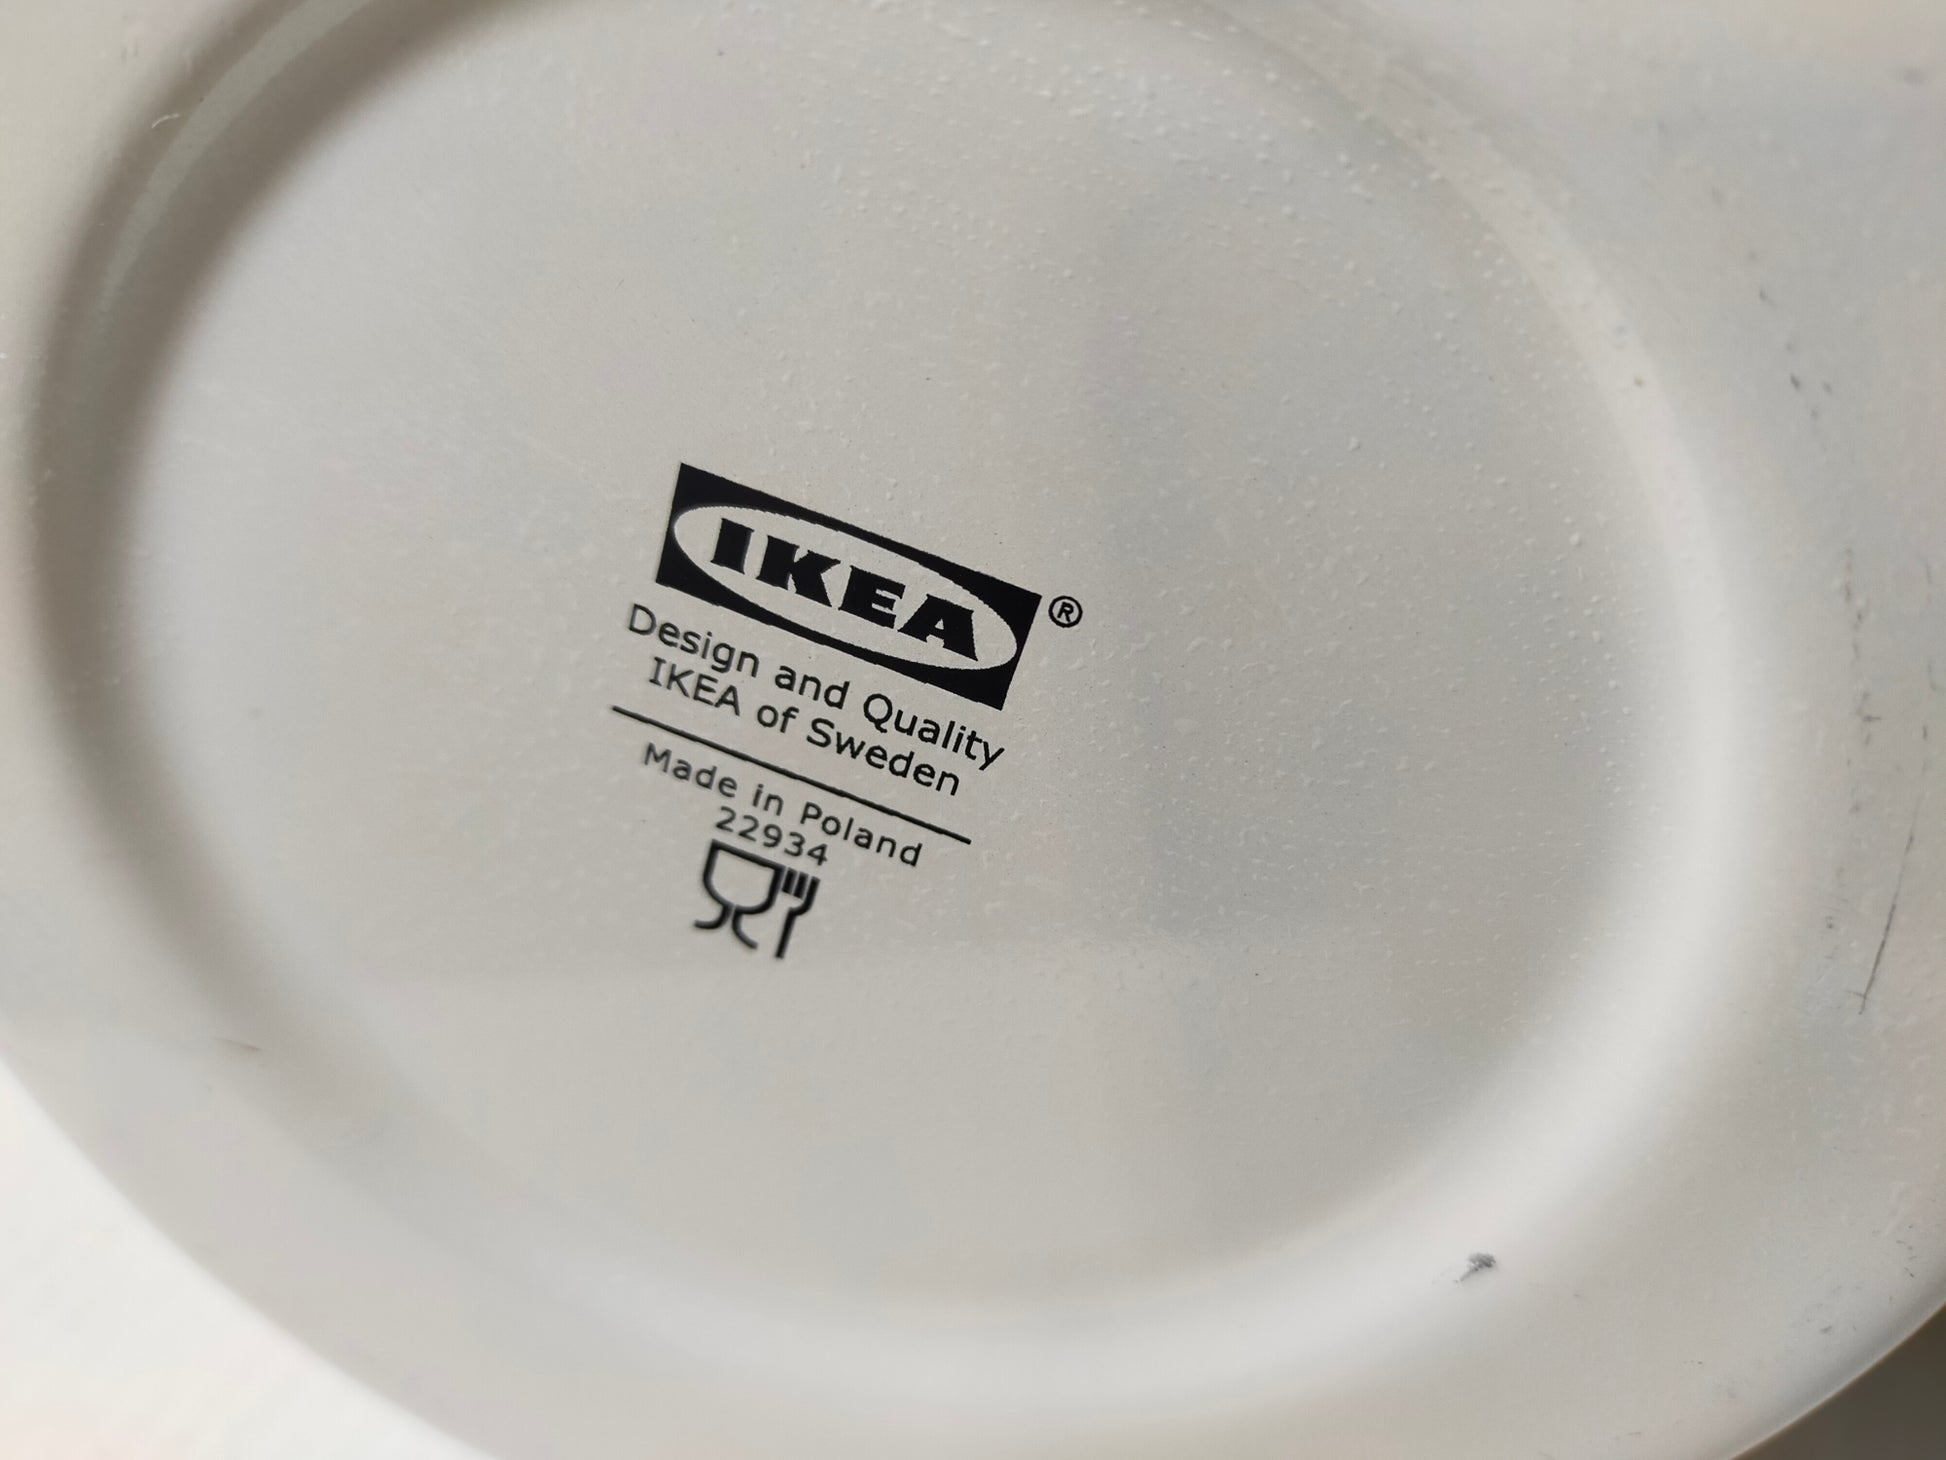 IKEA®
Design and Quality
IKEA of Sweden
Made in Poland
22934